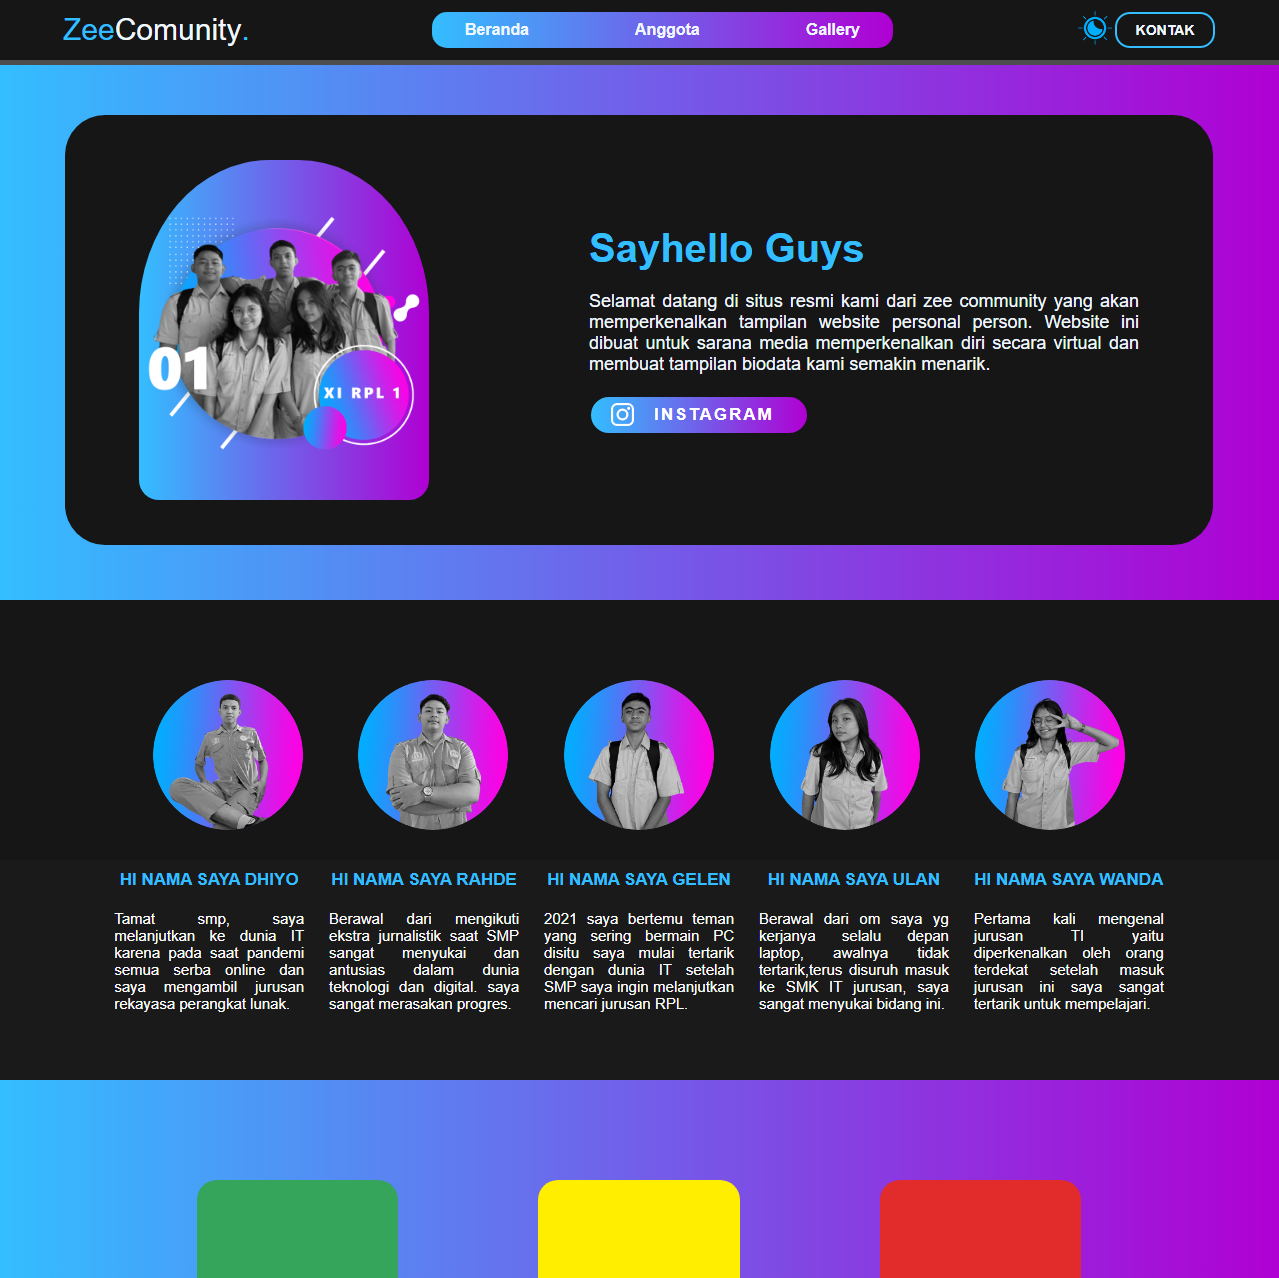 ZeeComunity.
Beranda Anggota Gallery
KONTAK
01
XI RPL 1
Sayhello Guys
Selamat datang di situs resmi kami dari zee community yang akan
memperkenalkan tampilan website personal person. Website ini
dibuat untuk sarana media memperkenalkan diri secara virtual dan
membuat tampilan biodata kami semakin menarik.
INSTAGRAM
HI NAMA SAYA DHIYO
Tamat smp, saya
melanjutkan ke dunia IT
karena pada saat pandemi
semua serba online dan
saya mengambil jurusan
rekayasa perangkat lunak.
HI NAMA SAYA RAHDE
Berawal dari mengikuti
ekstra jurnalistik saat SMP
sangat menyukai dan
antusias dalam dunia
teknologi dan digital. saya
sangat merasakan progres.
HI NAMA SAYA GELEN
2021 saya bertemu teman
yang sering bermain PC
disitu saya mulai tertarik
dengan dunia IT setelah
SMP saya ingin melanjutkan
mencari jurusan RPL.
HI NAMA SAYA ULAN
Berawal dari om saya yg
kerjanya selalu depan
laptop, awalnya tidak
tertarik,terus disuruh masuk
ke SMK IT jurusan, saya
sangat menyukai bidang ini.
HI NAMA SAYA WANDA
Pertama kali mengenal
jurusan TI yaitu
diperkenalkan oleh orang
terdekat setelah masuk
jurusan ini saya sangat
tertarik untuk mempelajari.